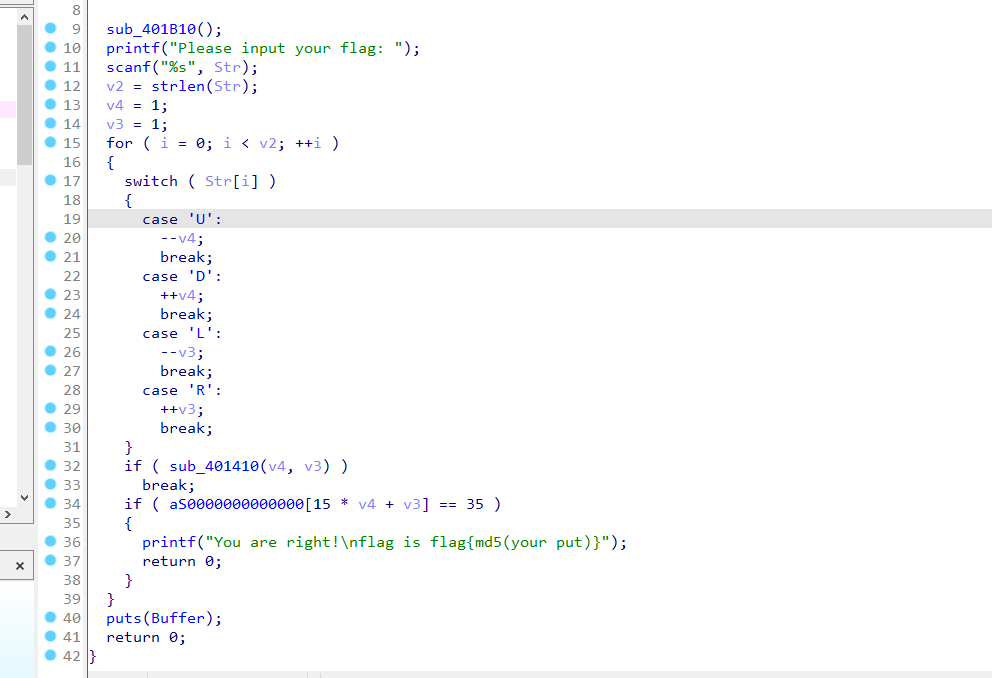 8
9 sub_401B10();
10 printf("Please input your flag: ");
11 scanf("%s", Str);
12 v2 = strlen(Str);
13 v4 = 1;
14 v3 = 1;
15 for ( i = 0; i < v2; ++i )
16 {
17 switch ( Str[i] )
18 {
19 case 'U':
20 --v4;
21 break;
22 case 'D':
23 ++v4;
24 break;
25 case 'L':
26 --v3;
27 break;
28 case 'R':
29 ++v3;
30 break;
31 }
32 if ( sub_401410(v4, v3) )
33 break;
34 if ( aS0000000000000[15 * v4 + v3] == 35 )
35 {
36 printf("You are right!\nflag is flag{md5(your put)}");
37 return 0;
38 }
39 }
40 puts(Buffer);
41 return 0;
42 }